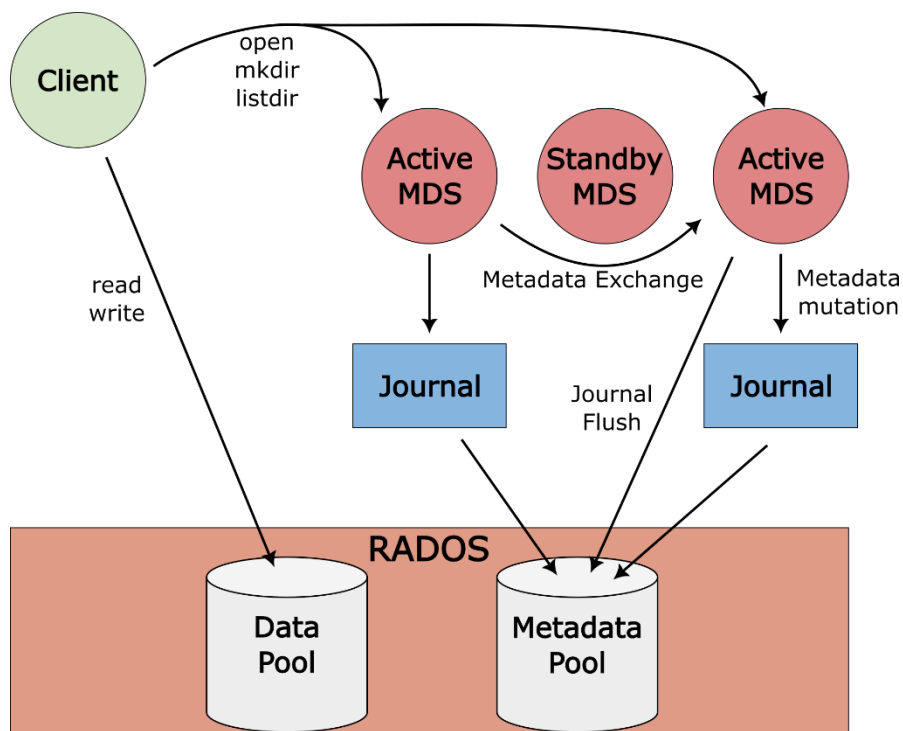 Client
open
mkdir
listdir
Active
MDS
Standby
MDS
Active
MDS
read
write
Metadata Exchange
Metadata
mutation
Journal
Journal
Flush
Journal
RADOS
Data
Pool
Metadata
Pool